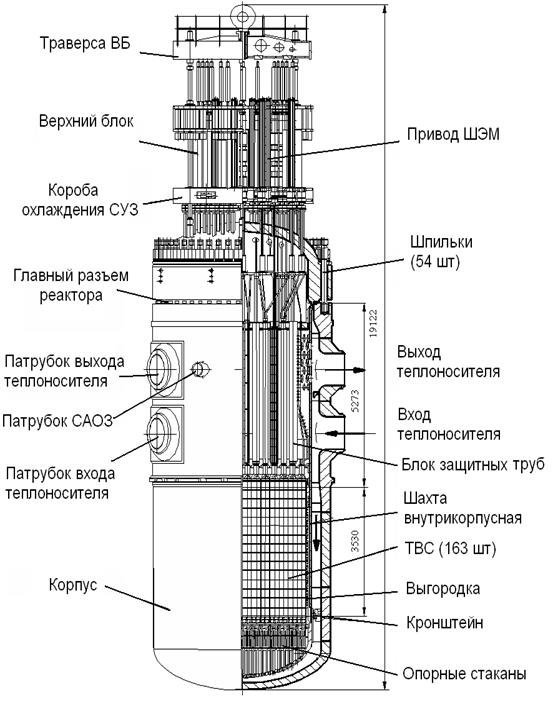 Траверса ВБ
Верхний блок
Привод ШЭМ
Короба
охлаждения СУЗ
Шпильки
(54 шт)
Главный разъем
реактора
19122
Патрубок выхода
теплоносителя
Выход
теплоносителя
5273
Патрубок САОЗ
Вход
теплоносителя
Патрубок входа
теплоносителя
Блок защитных труб
Шахта
внутрикорпусная
3530
ТВС (163 шт)
Корпус
Выгородка
Кронштейн
Опорные стаканы